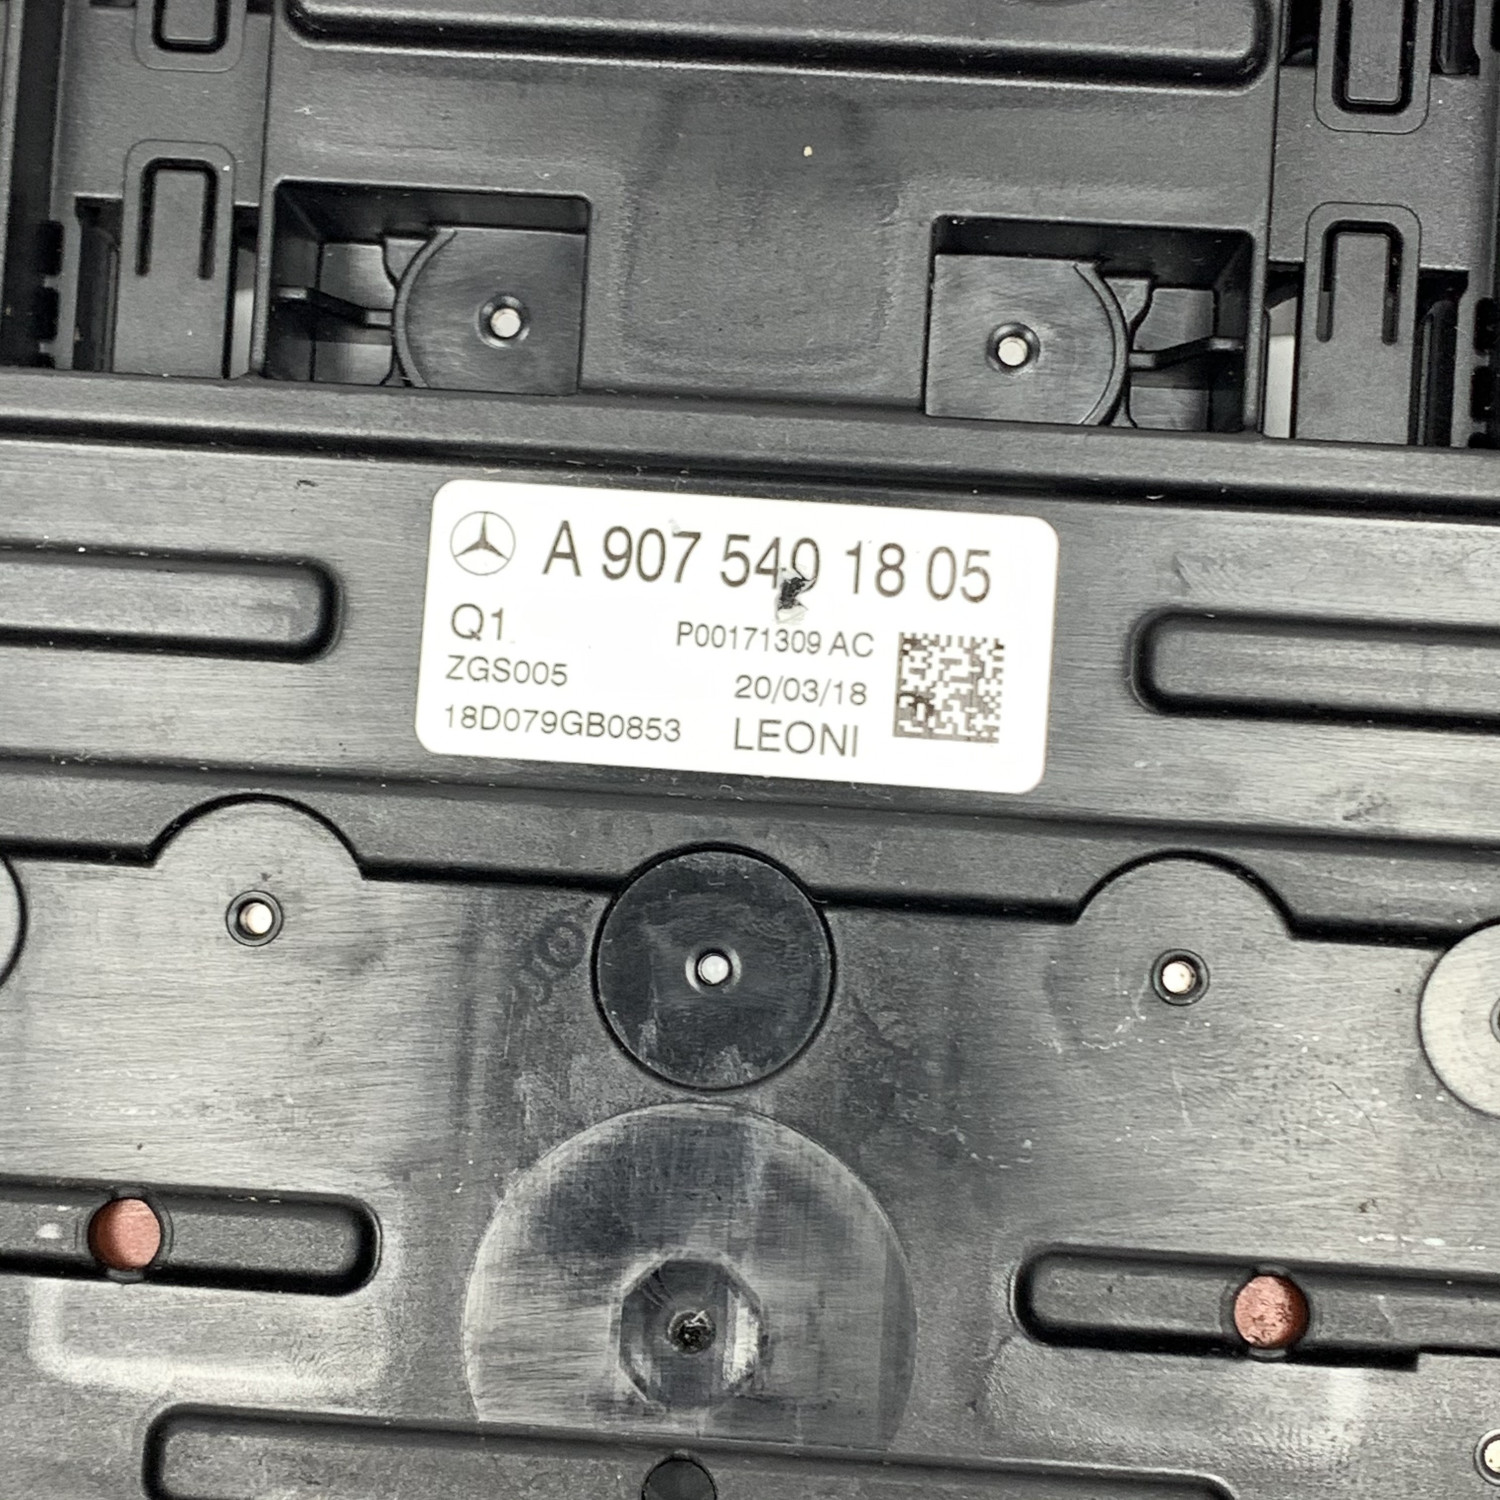 A 907 540 18 05
Q1
P00171309 AC
ZGS005
20/03/18
18D079GB0853
LEONI